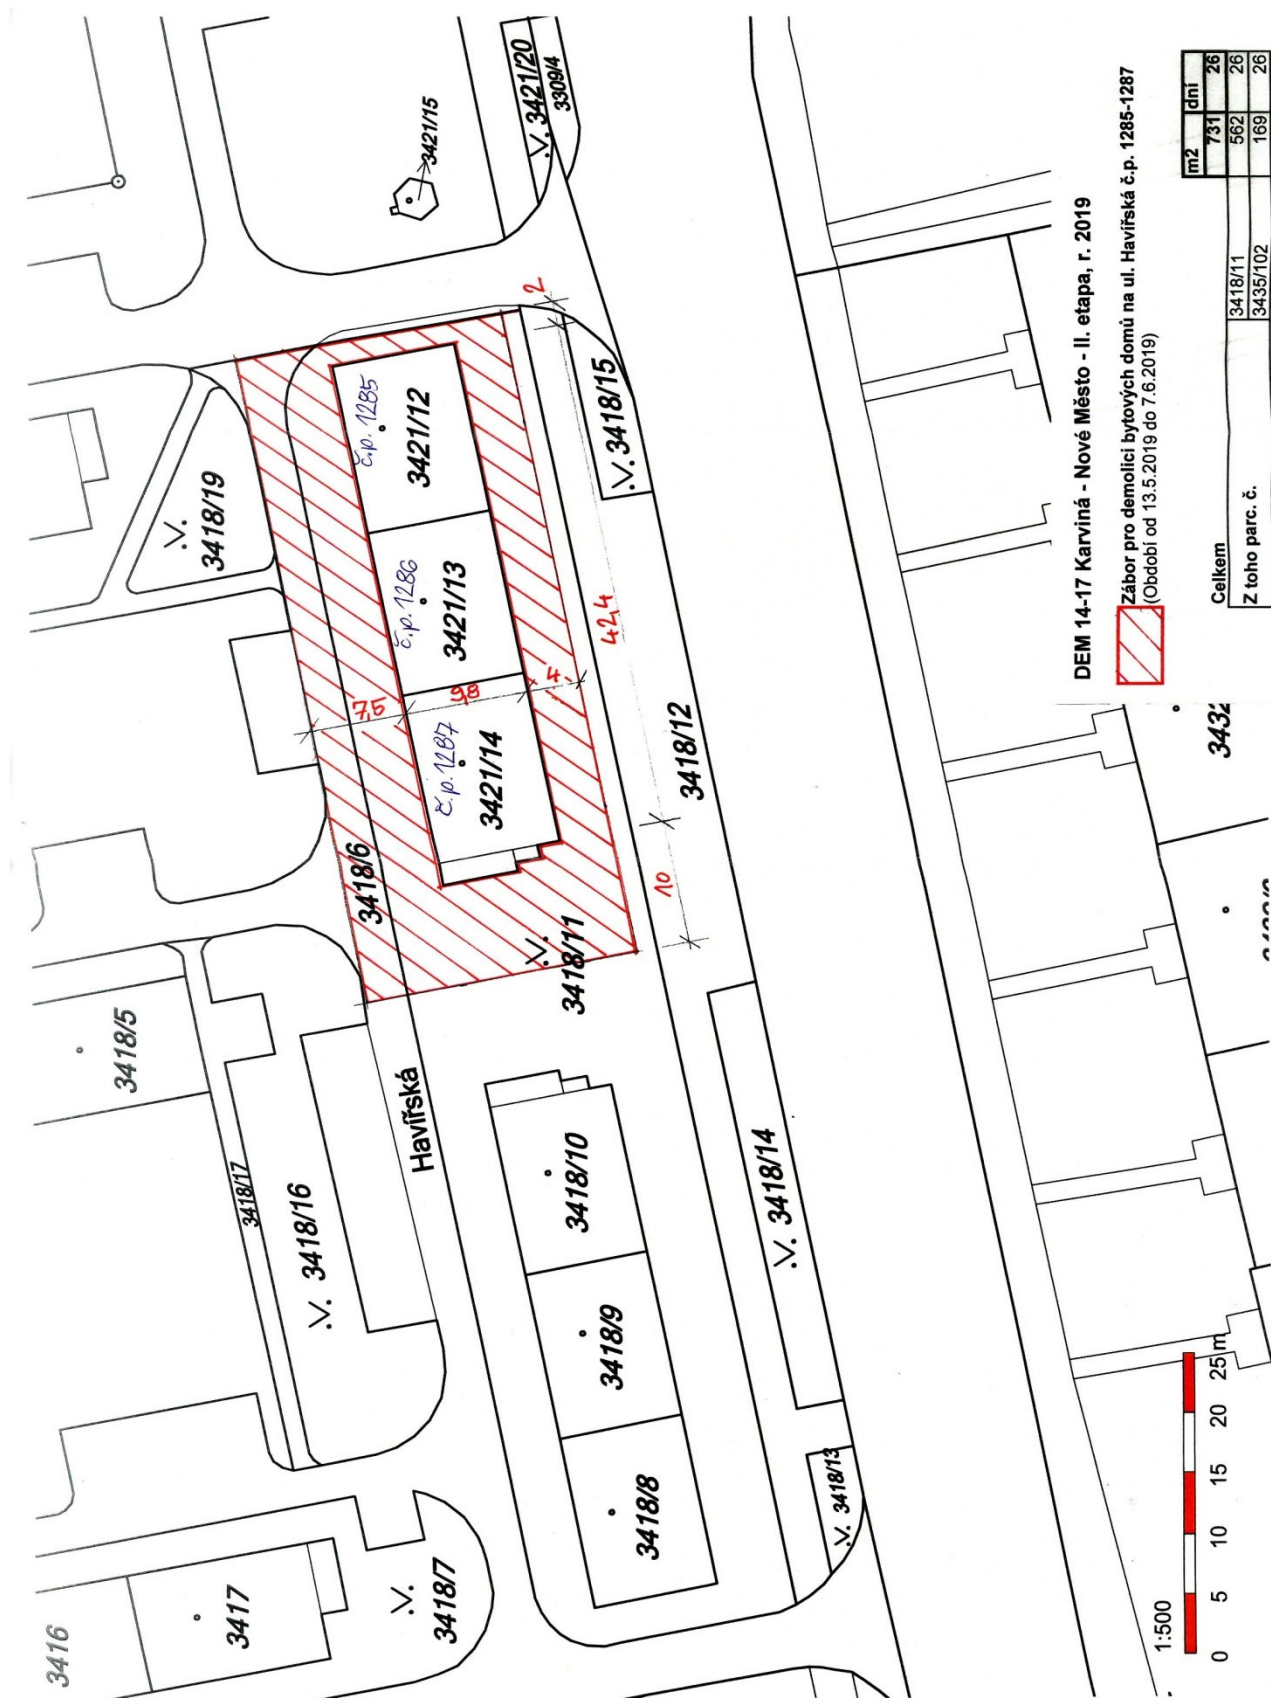 3416
3417
.V.
3418/7
3418/17
.V. 3418/16
3418/5
Havířská
3418/6
.V.
3418/19
3421/15
.V. 3421/20
3309/4
č.p. 1285
3421/12
č.p. 1286
3421/13
č.p. 1287
3421/14
7,5
9,8
4
2
42,4
10
.V.
3418/11
.V. 3418/15
3418/12
3418/10
3418/9
3418/8
.V. 3418/14
.V. 3418/13
3432
DEM 14-17 Karviná - Nové Město - II. etapa, r. 2019
Zábor pro demolici bytových domů na ul. Havířská č.p. 1285-1287
(Období od 13.5.2019 do 7.6.2019)
m2 dní
Celkem 731 26
Z toho parc. č. 3418/11 562 26
3435/102 169 26
1:500
0 5 10 15 20 25 m